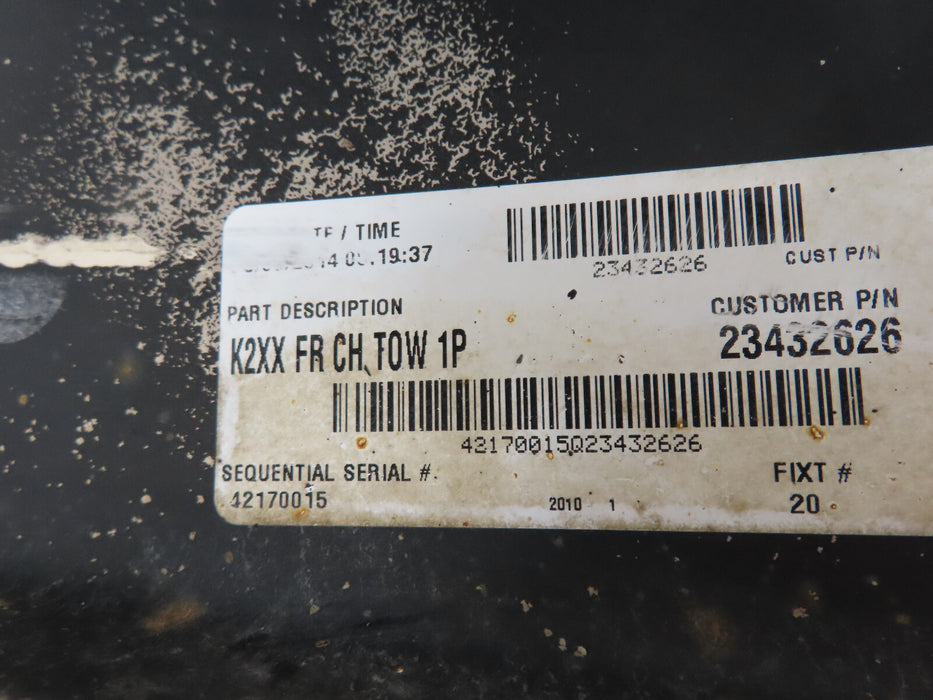 / TIME
19:37
23432626
CUST P/N
PART DESCRIPTION
CUSTOMER P/N
K2XX FR CH TOW 1P
23432626
42170015Q23432626
SEQUENTIAL SERIAL #.
FIXT #
42170015
2010 1
20